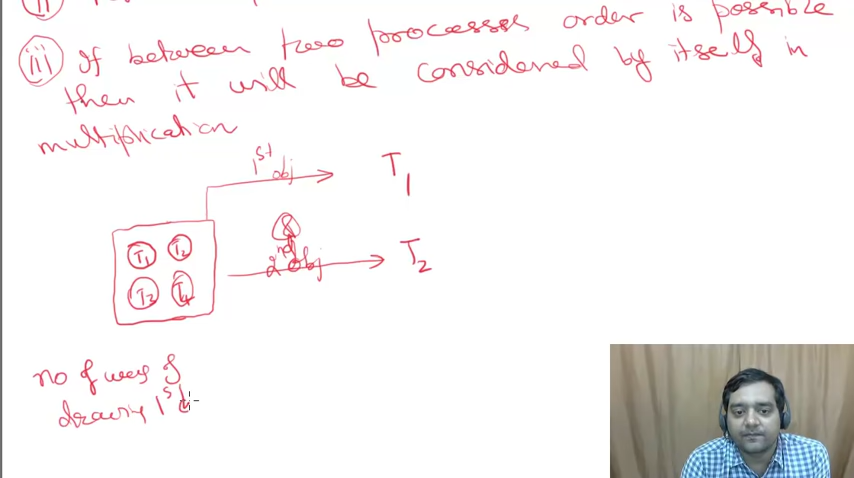 (iii) If between two processes order is possible
then it will be considered by itself in
multiplication
1st obj
T1
&
2nd obj
T2
T1 T2
T3 T4
no of ways of
drawing 1st